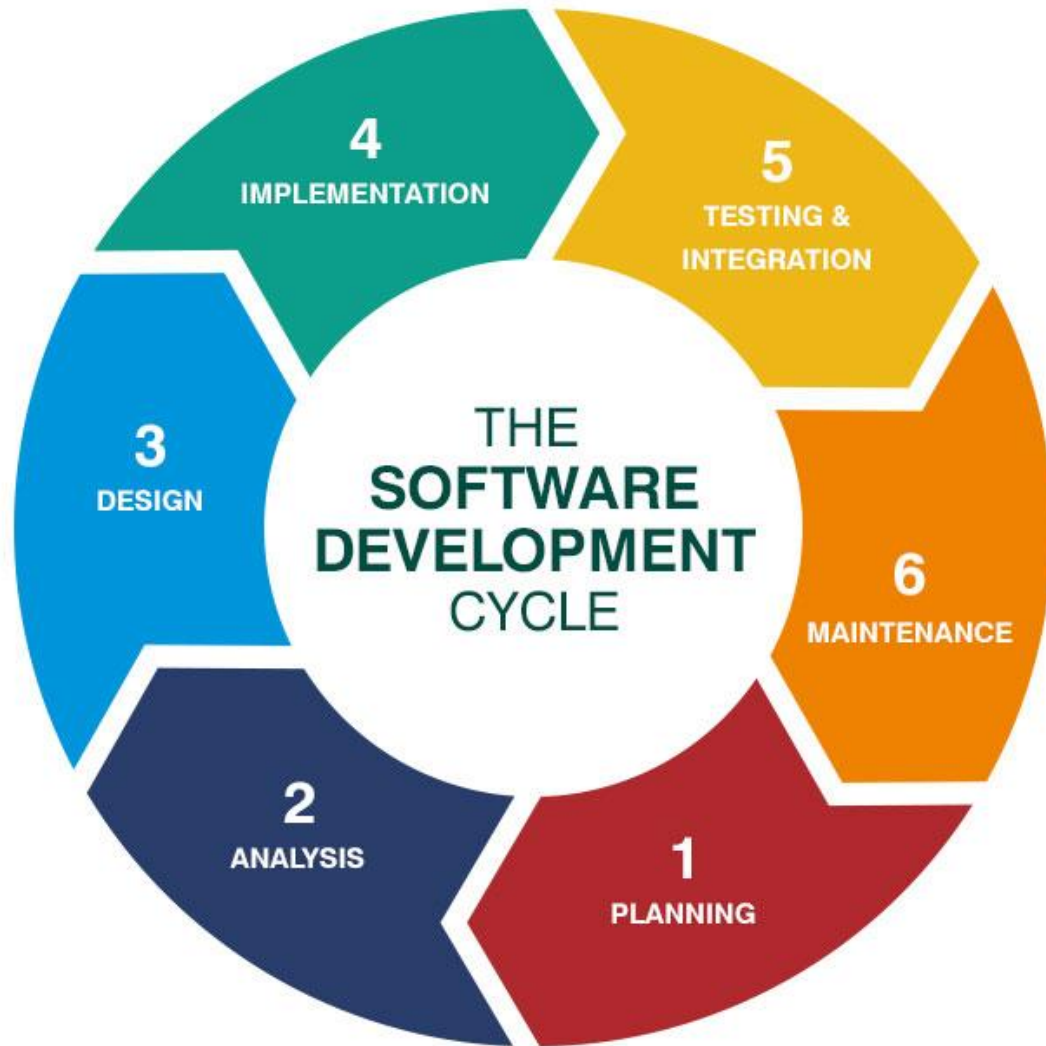 THE
SOFTWARE
DEVELOPMENT
CYCLE
1
PLANNING
2
ANALYSIS
3
DESIGN
4
IMPLEMENTATION
5
TESTING &
INTEGRATION
6
MAINTENANCE